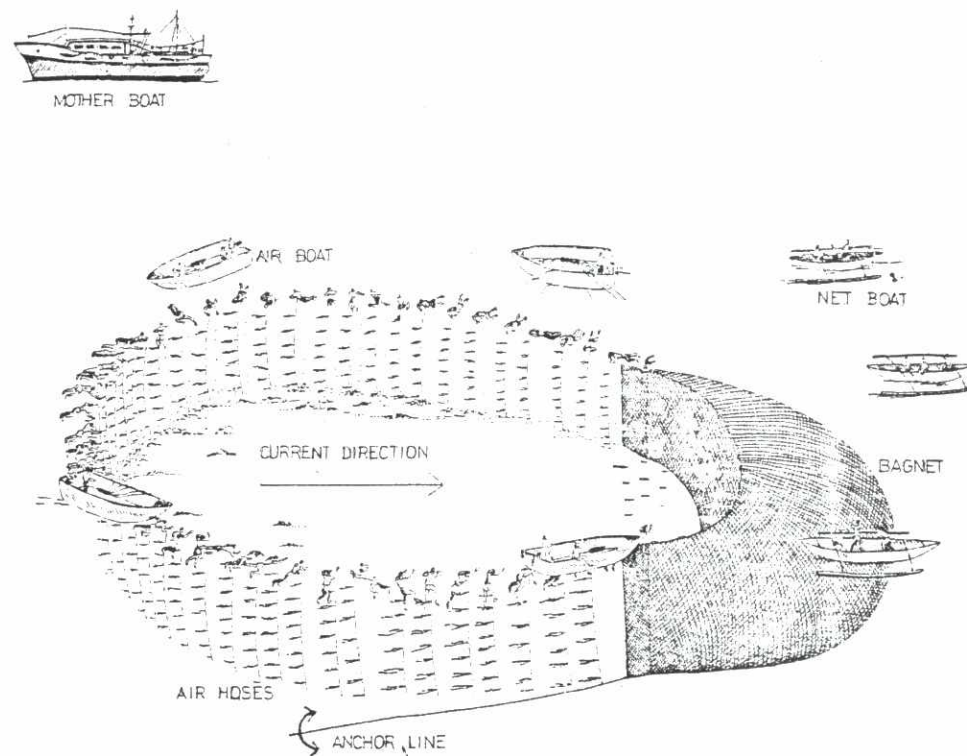 MOTHER BOAT
AIR BOAT
NET BOAT
CURRENT DIRECTION
BAGNET
AIR HOSES
ANCHOR LINE